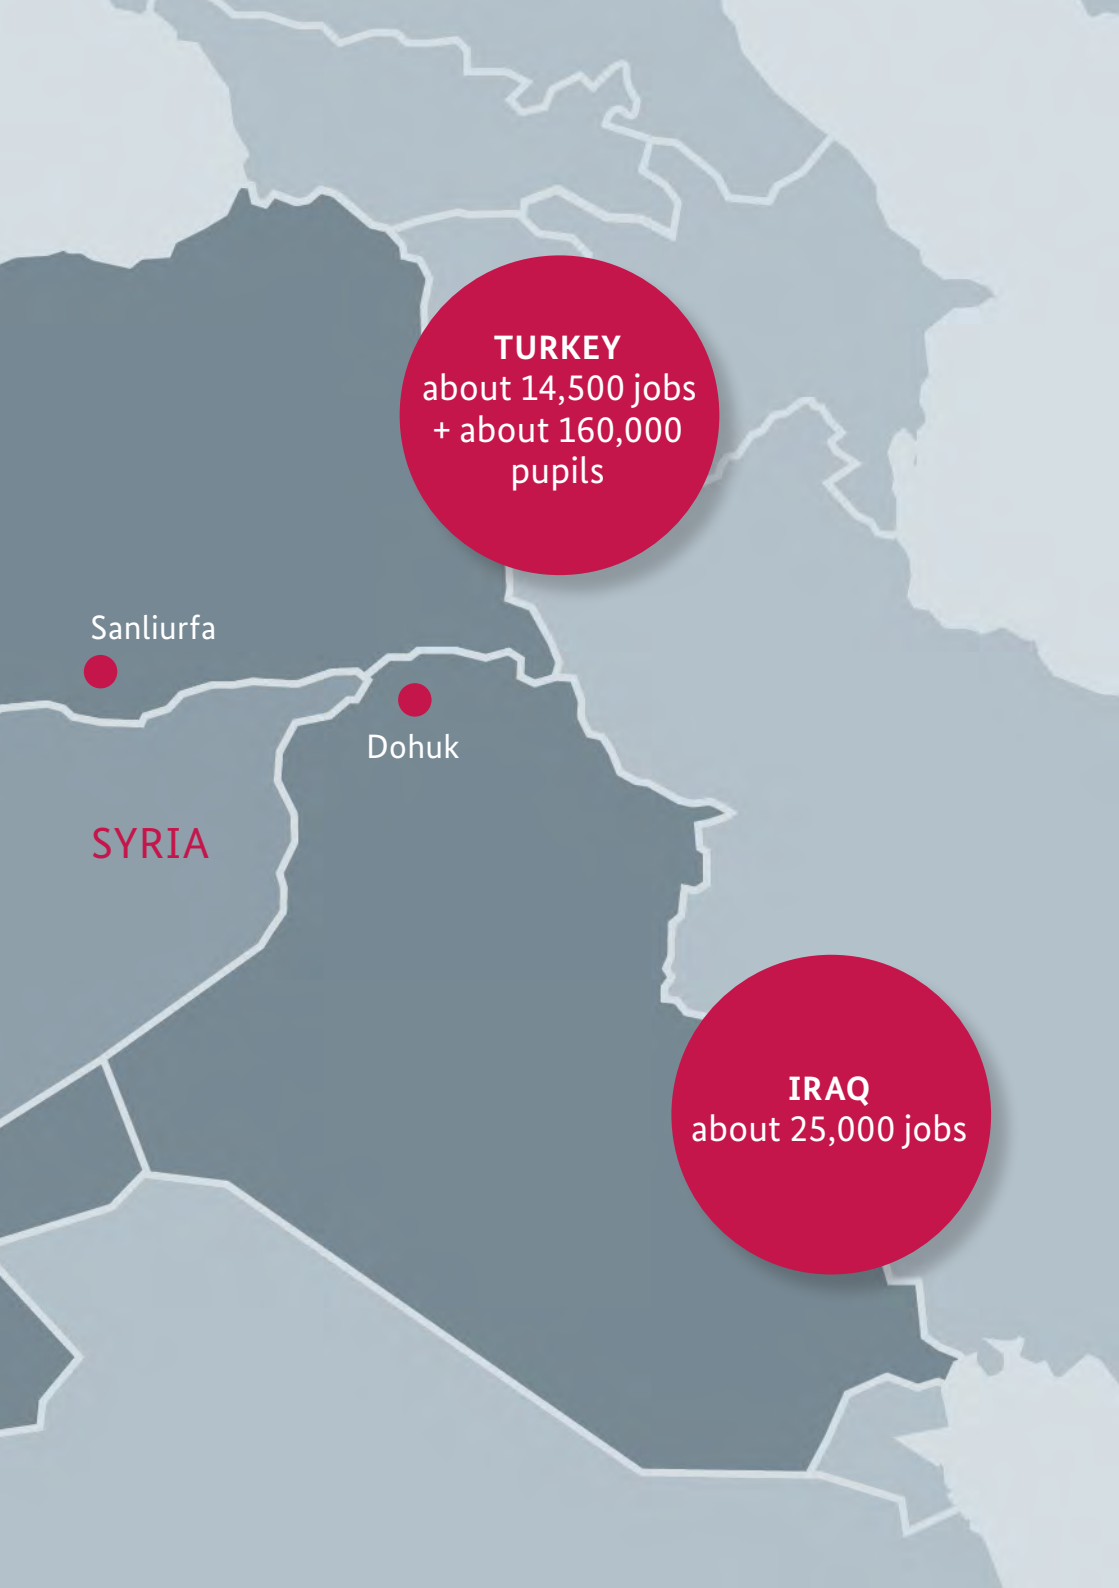 TURKEY
about 14,500 jobs
+ about 160,000
pupils
Sanliurfa
Dohuk
SYRIA
IRAQ
about 25,000 jobs